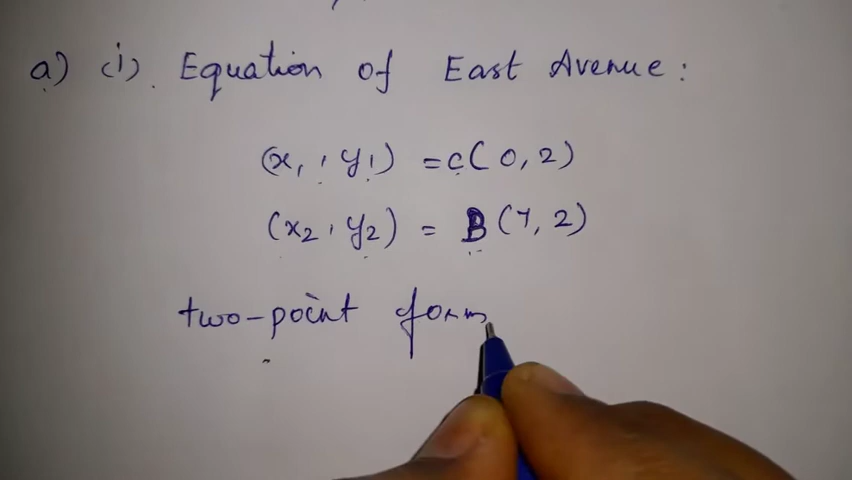 a) (i). Equation of East Avenue:
(x₁, y₁) = C(0,2)
(x₂, y₂) = B(7,2)
two-point form